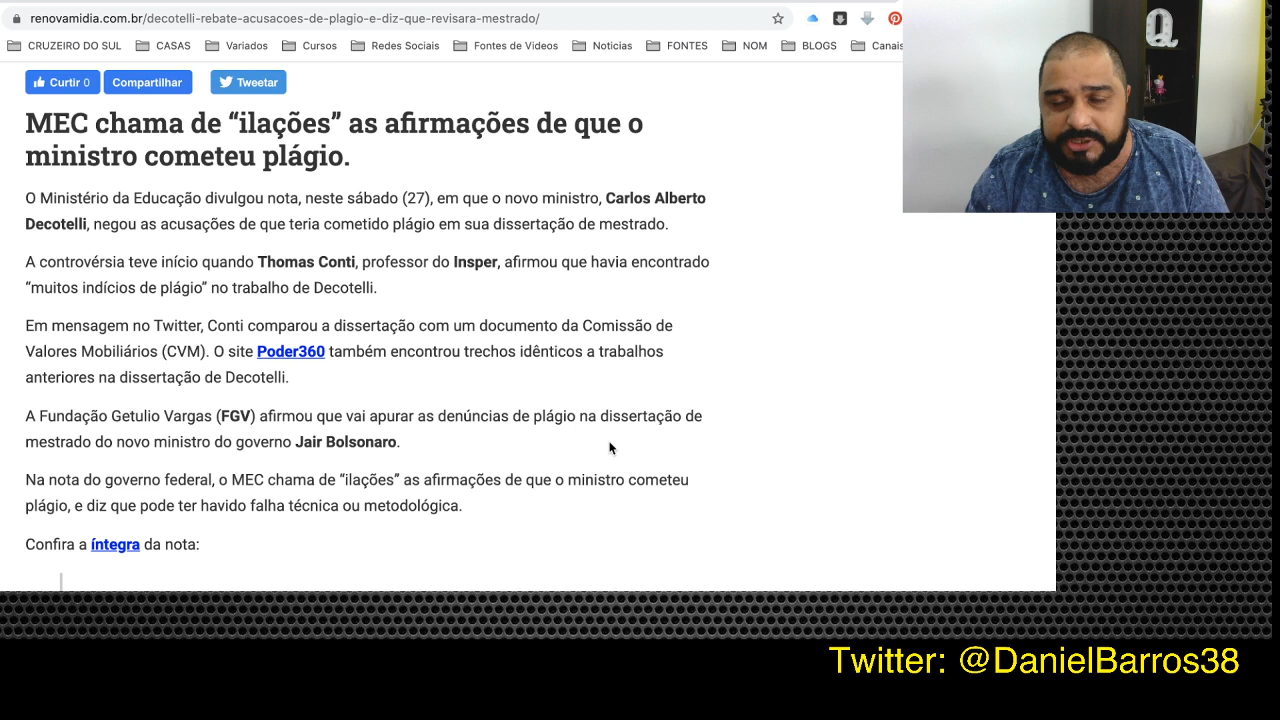 renovamidia.com.br/decotelli-rebate-acusacoes-de-plagio-e-diz-que-revisara-mestrado/
CRUZEIRO DO SUL CASAS Variados Cursos Redes Sociais Fontes de Videos Noticias FONTES NOM BLOGS Canais
Curtir 0 Compartilhar Tweetar
Q
MEC chama de “ilações” as afirmações de que o
ministro cometeu plágio.
O Ministério da Educação divulgou nota, neste sábado (27), em que o novo ministro, Carlos Alberto
Decotelli, negou as acusações de que teria cometido plágio em sua dissertação de mestrado.
A controvérsia teve início quando Thomas Conti, professor do Insper, afirmou que havia encontrado
“muitos indícios de plágio” no trabalho de Decotelli.
Em mensagem no Twitter, Conti comparou a dissertação com um documento da Comissão de
Valores Mobiliários (CVM). O site Poder360 também encontrou trechos idênticos a trabalhos
anteriores na dissertação de Decotelli.
A Fundação Getulio Vargas (FGV) afirmou que vai apurar as denúncias de plágio na dissertação de
mestrado do novo ministro do governo Jair Bolsonaro.
Na nota do governo federal, o MEC chama de “ilações” as afirmações de que o ministro cometeu
plágio, e diz que pode ter havido falha técnica ou metodológica.
Confira a íntegra da nota:
Twitter: @DanielBarros38